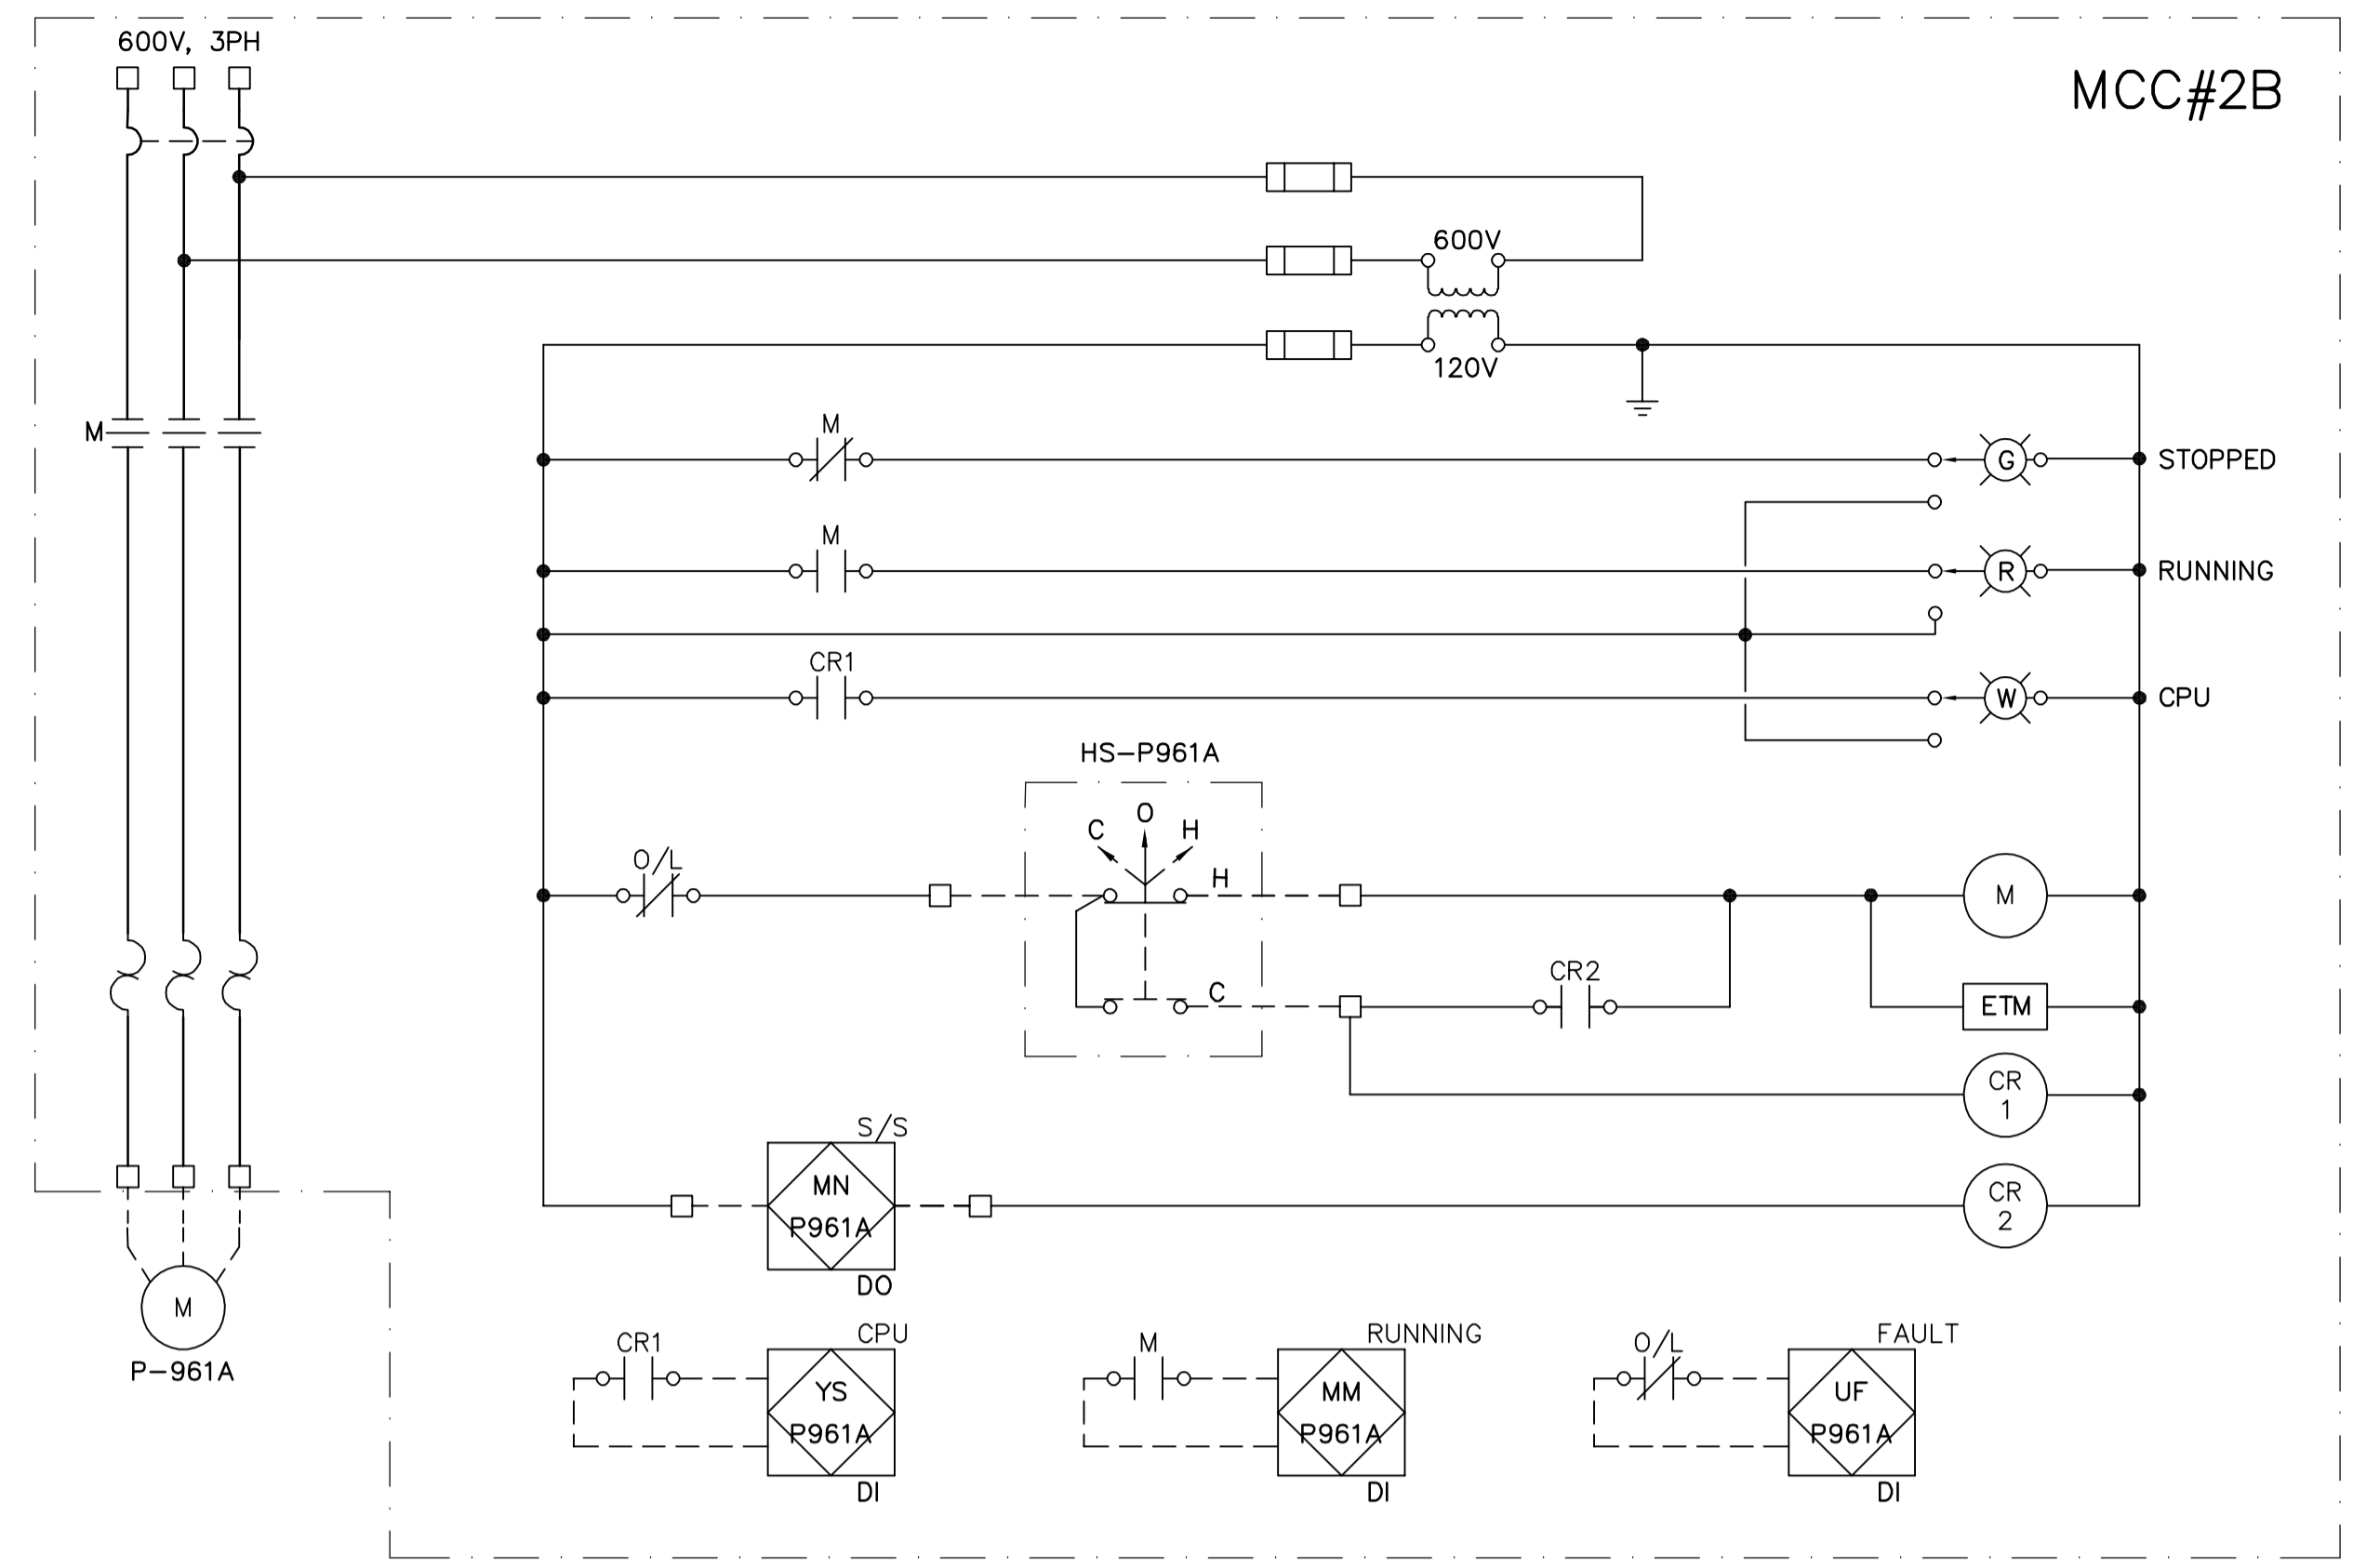 600V, 3PH
MCC#2B
600V
120V
M
M
G STOPPED
M
R RUNNING
CR1
W CPU
HS-P961A
C O H
O/L
H
M
CR2
C
ETM
CR
1
S/S
MN
P961A
DO
CR
2
M
P-961A
CR1
CPU
YS
P961A
DI
M
RUNNING
MM
P961A
DI
O/L
FAULT
UF
P961A
DI